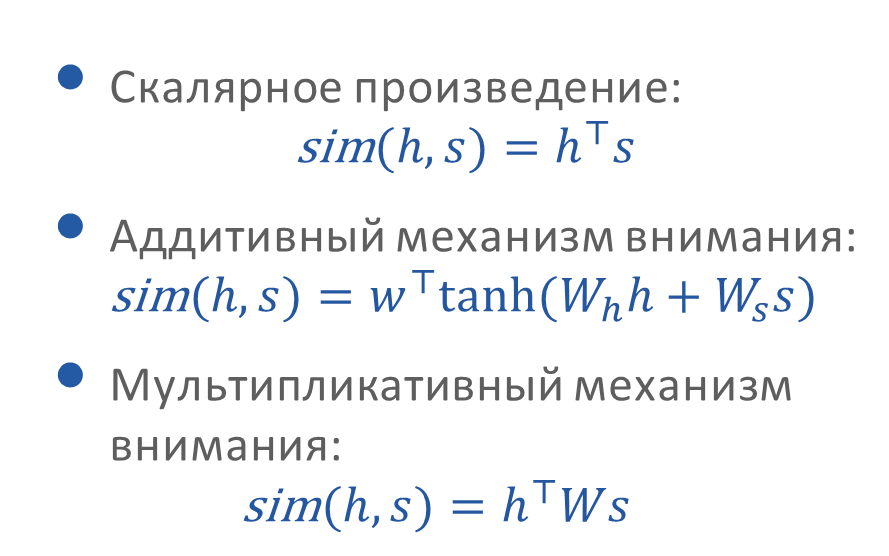 • Скалярное произведение:
sim(h, s) = h⊤s
• Аддитивный механизм внимания:
sim(h, s) = w⊤tanh(Wₕh + Wₛs)
• Мультипликативный механизм
внимания:
sim(h, s) = h⊤Ws